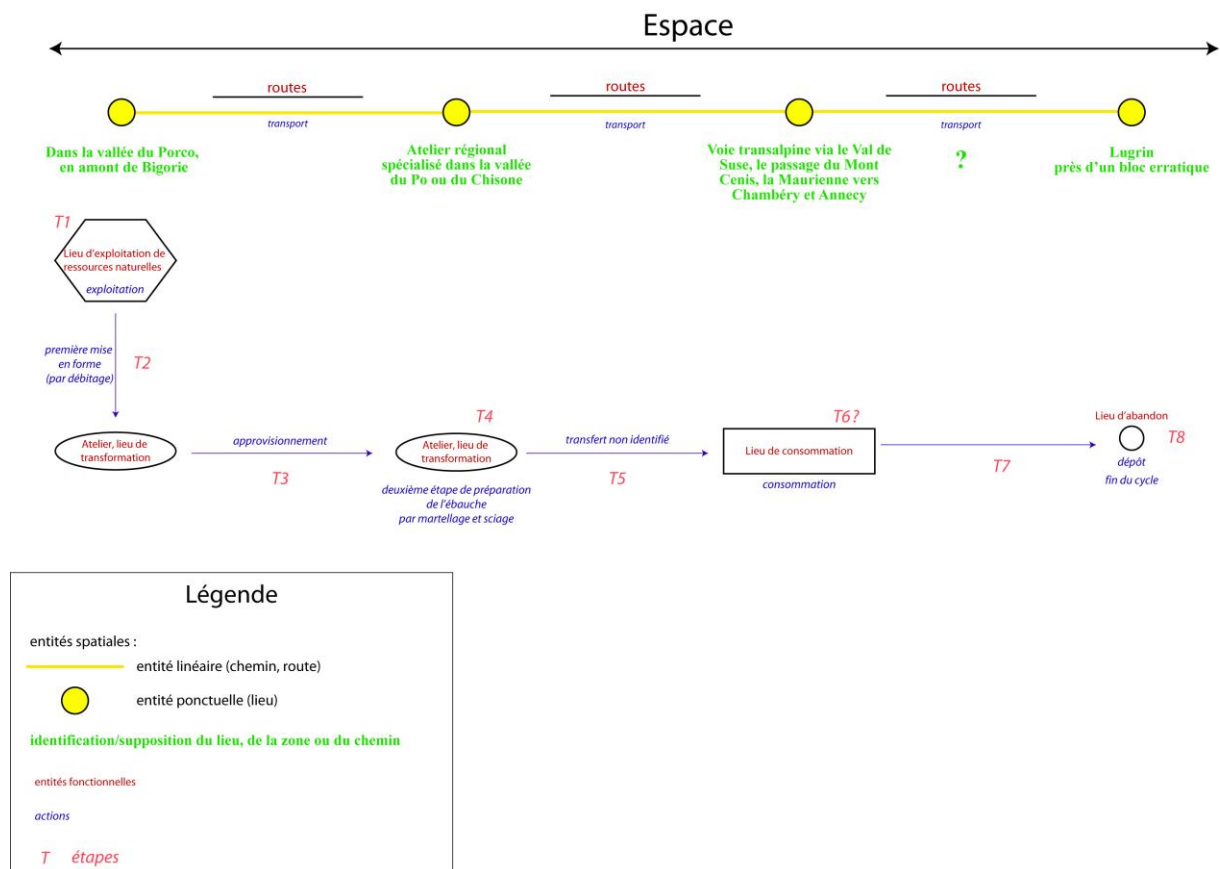 Espace
routes
routes
routes
transport
transport
transport
Dans la vallée du Porco,
en amont de Bigorie
Atelier régional
spécialisé dans la vallée
du Po ou du Chisone
Voie transalpine via le Val de
Suse, le passage du Mont
Cenis, la Maurienne vers
Chambéry et Annecy
?
Lugrin
près d'un bloc erratique
T1
Lieu d'exploitation de
ressources naturelles
exploitation
première mise
en forme
(par débitage)
T2
Atelier, lieu de
transformation
approvisionnement
T3
T4
Atelier, lieu de
transformation
deuxième étape de préparation
de l'ébauche
par martellage et sciage
transfert non identifié
T5
T6?
Lieu de consommation
consommation
T7
Lieu d'abandon
T8
dépôt
fin du cycle
Légende
entités spatiales :
entité linéaire (chemin, route)
entité ponctuelle (lieu)
identification/supposition du lieu, de la zone ou du chemin
entités fonctionnelles
actions
T étapes